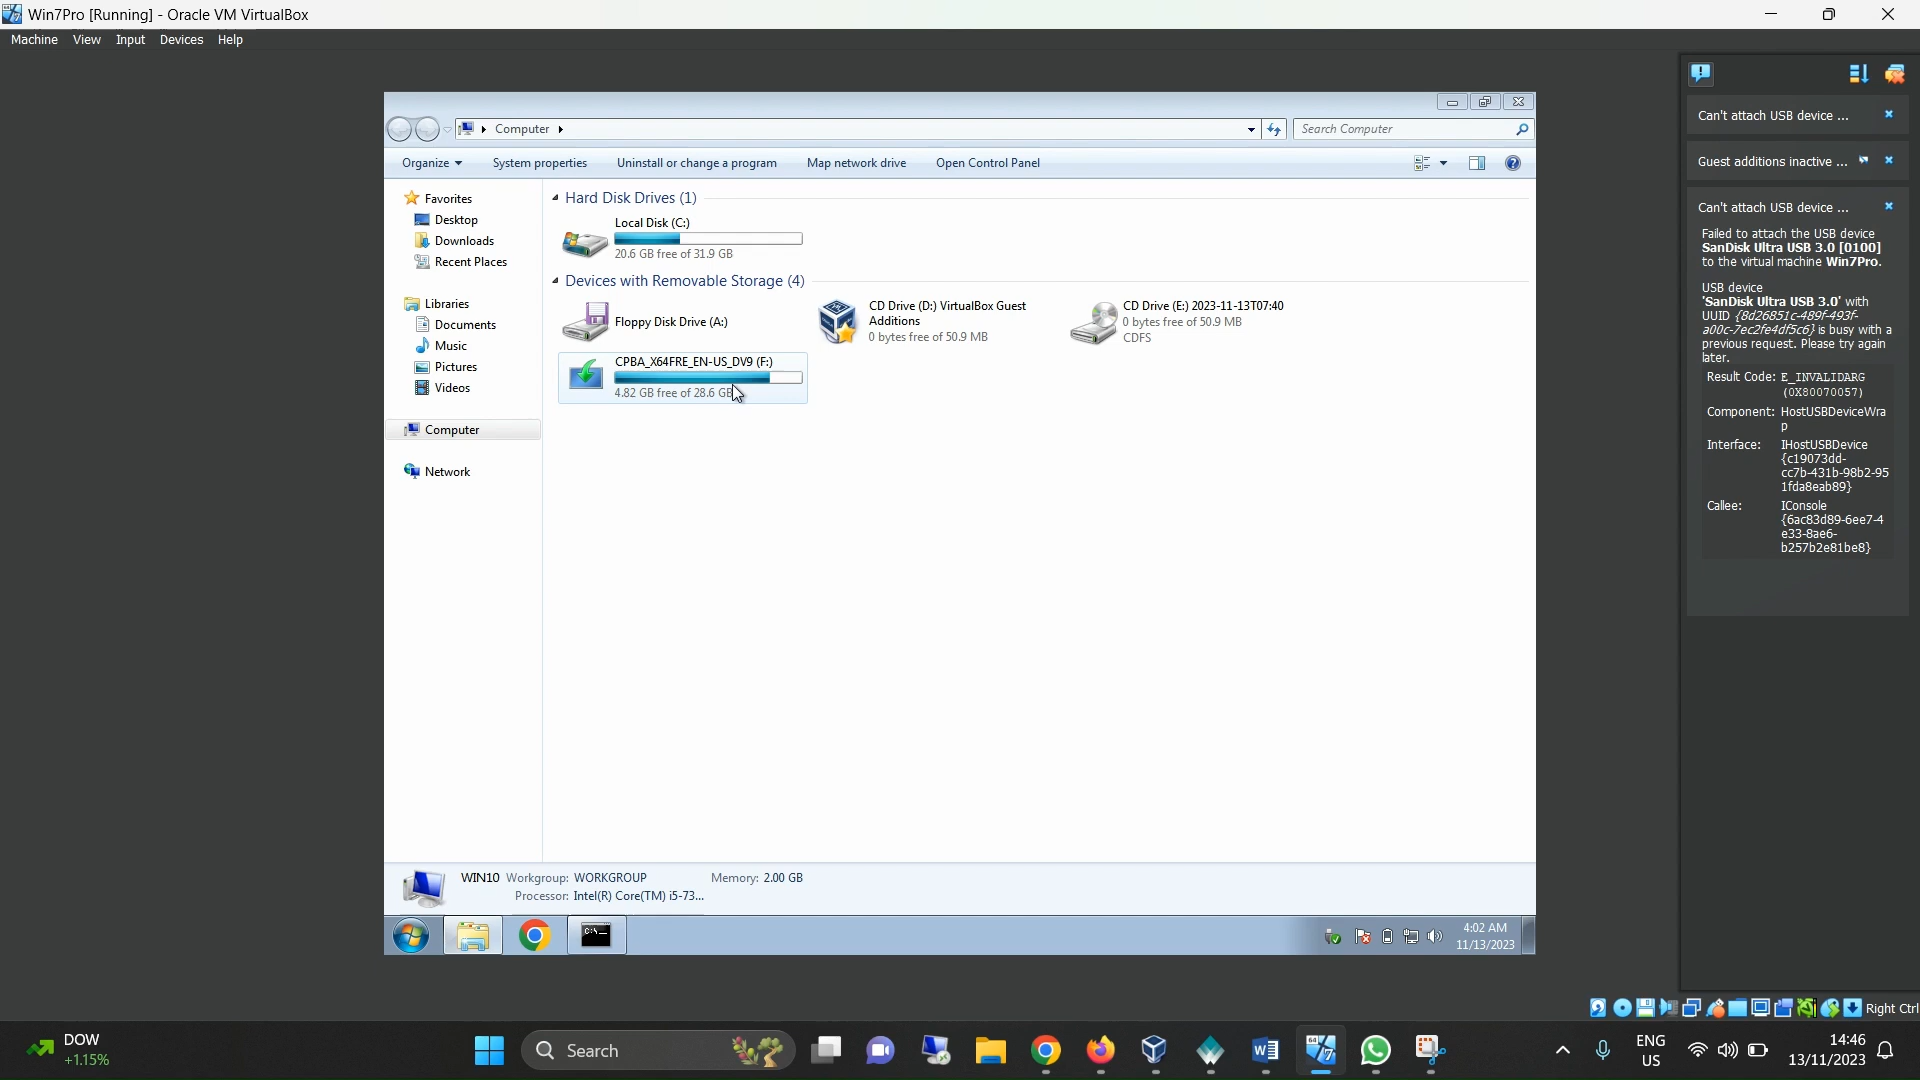 Win7Pro [Running] - Oracle VM VirtualBox
Machine View Input Devices Help
Computer
Search Computer
Organize System properties Uninstall or change a program Map network drive Open Control Panel
Favorites
Desktop
Downloads
Recent Places
Libraries
Documents
Music
Pictures
Videos
Computer
Network
Hard Disk Drives (1)
Local Disk (C:)
20.6 GB free of 31.9 GB
Devices with Removable Storage (4)
Floppy Disk Drive (A:)
CD Drive (D:) VirtualBox Guest
Additions
0 bytes free of 50.9 MB
CD Drive (E:) 2023-11-13T07:40
0 bytes free of 50.9 MB
CDFS
CPBA_X64FRE_EN-US_DV9 (F:)
4.82 GB free of 28.6 GB
WIN10 Workgroup: WORKGROUP Memory: 2.00 GB
Processor: Intel(R) Core(TM) i5-73...
C:\_
4:02 AM
11/13/2023
Can't attach USB device ...
Guest additions inactive ...
Can't attach USB device ...
Failed to attach the USB device
SanDisk Ultra USB 3.0 [0100]
to the virtual machine Win7Pro.
USB device
'SanDisk Ultra USB 3.0' with
UUID {8d26851c-489f-493f-
a00c-7ec2fe4df5c6} is busy with a
previous request. Please try again
later.
Result Code: E_INVALIDARG
(0X80070057)
Component: HostUSBDeviceWra
p
Interface: IHostUSBDevice
{c19073dd-
cc7b-431b-98b2-95
1fda8eab89}
Callee: IConsole
{6ac83d89-6ee7-4
e33-8ae6-
b257b2e81be8}
Right Ctrl
DOW
+1.15%
Search
ENG
US
14:46
13/11/2023